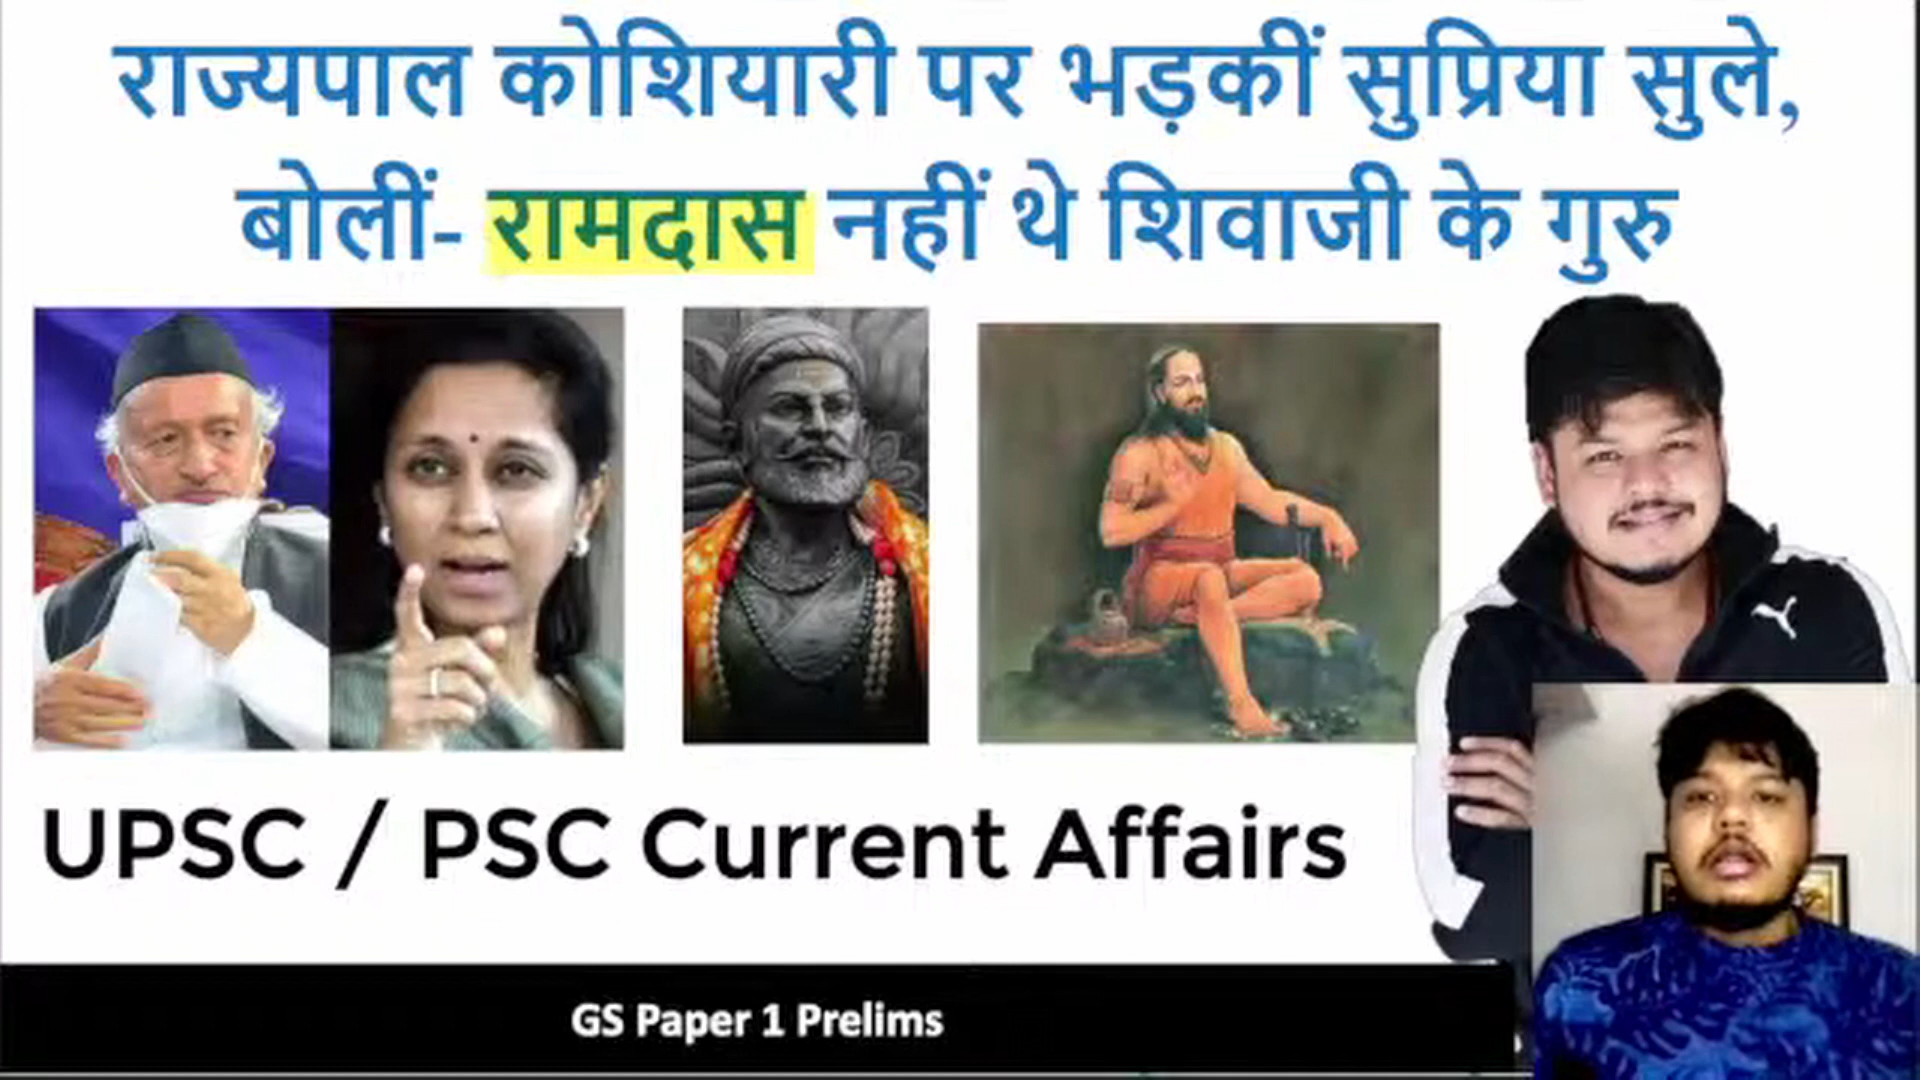 राज्यपाल कोशियारी पर भड़कीं सुप्रिया सुले,
बोलीं- रामदास नहीं थे शिवाजी के गुरु
UPSC / PSC Current Affairs
GS Paper 1 Prelims